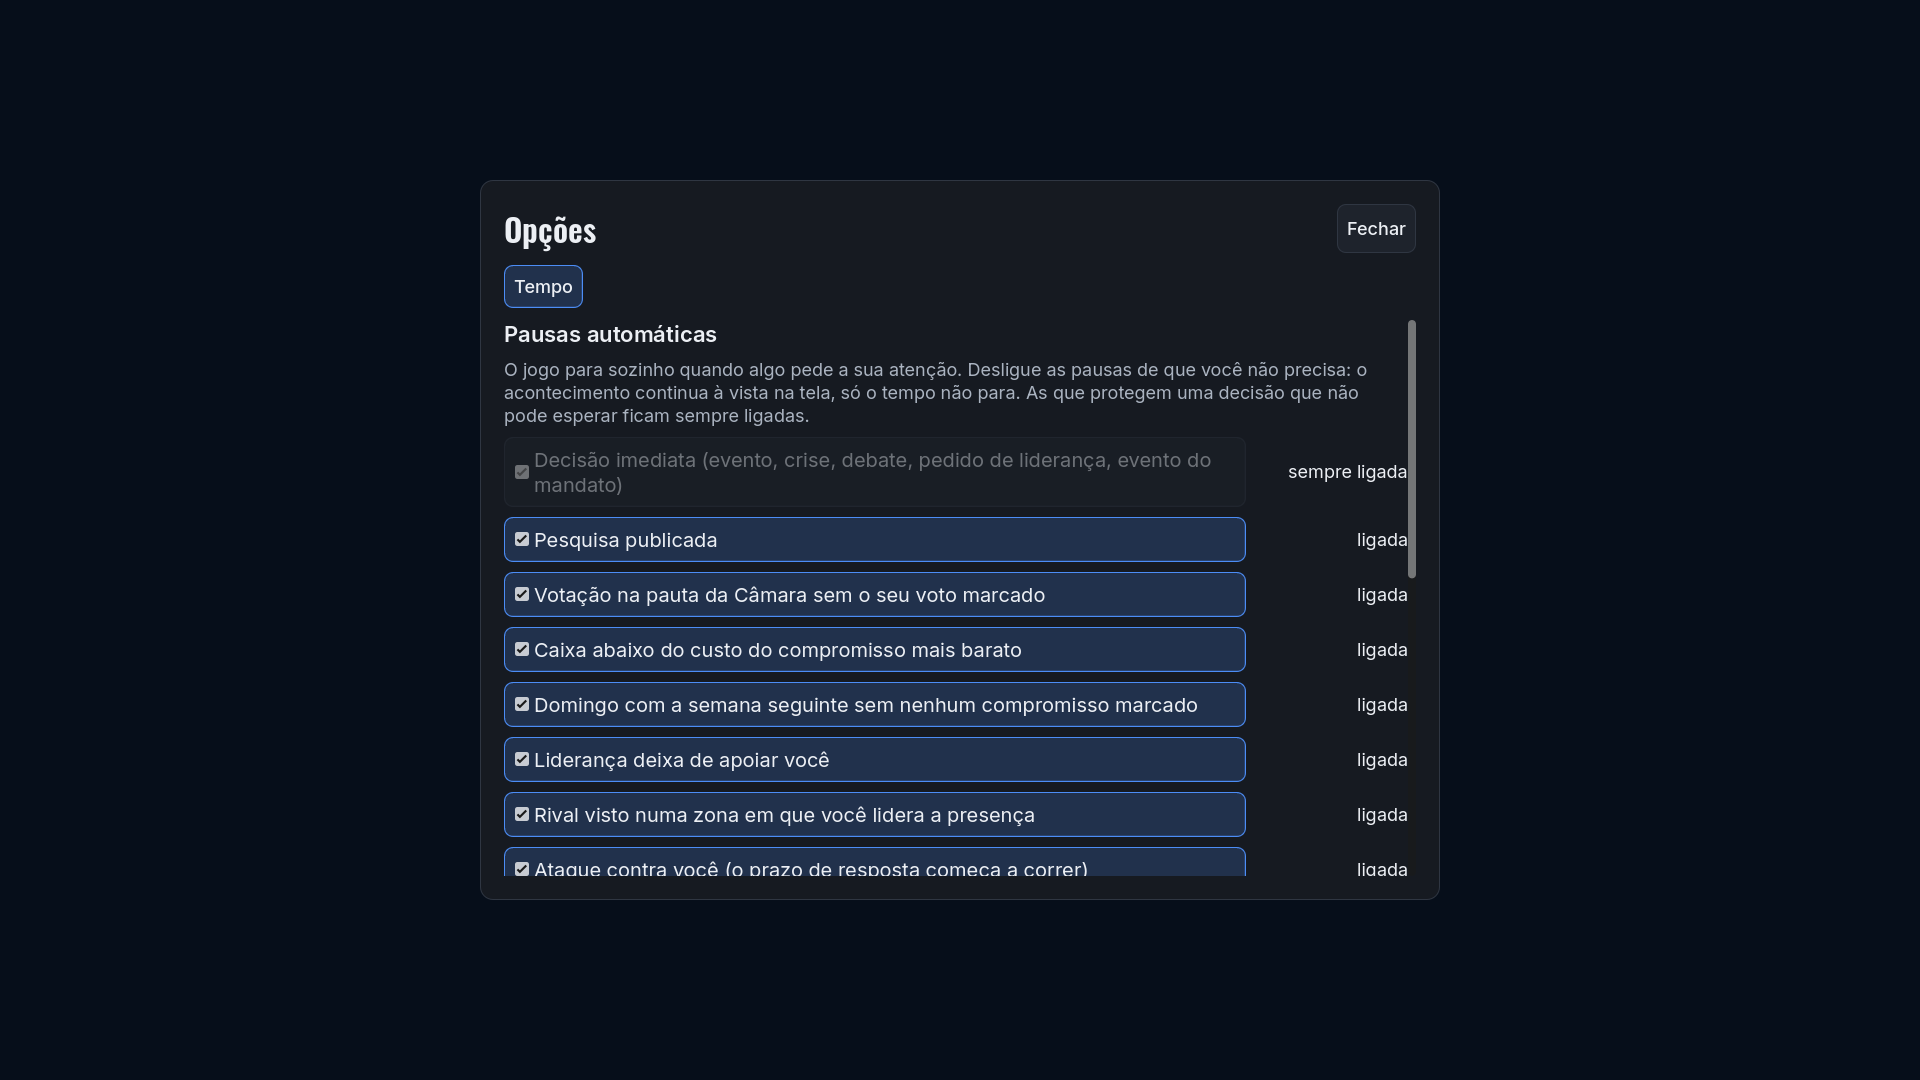 Opções
Fechar
Tempo
Pausas automáticas
O jogo para sozinho quando algo pede a sua atenção. Desligue as pausas de que você não precisa: o
acontecimento continua à vista na tela, só o tempo não para. As que protegem uma decisão que não
pode esperar ficam sempre ligadas.
Decisão imediata (evento, crise, debate, pedido de liderança, evento do
mandato)
sempre ligada
Pesquisa publicada
ligada
Votação na pauta da Câmara sem o seu voto marcado
ligada
Caixa abaixo do custo do compromisso mais barato
ligada
Domingo com a semana seguinte sem nenhum compromisso marcado
ligada
Liderança deixa de apoiar você
ligada
Rival visto numa zona em que você lidera a presença
ligada
Ataque contra você (o prazo de resposta começa a correr)
ligada